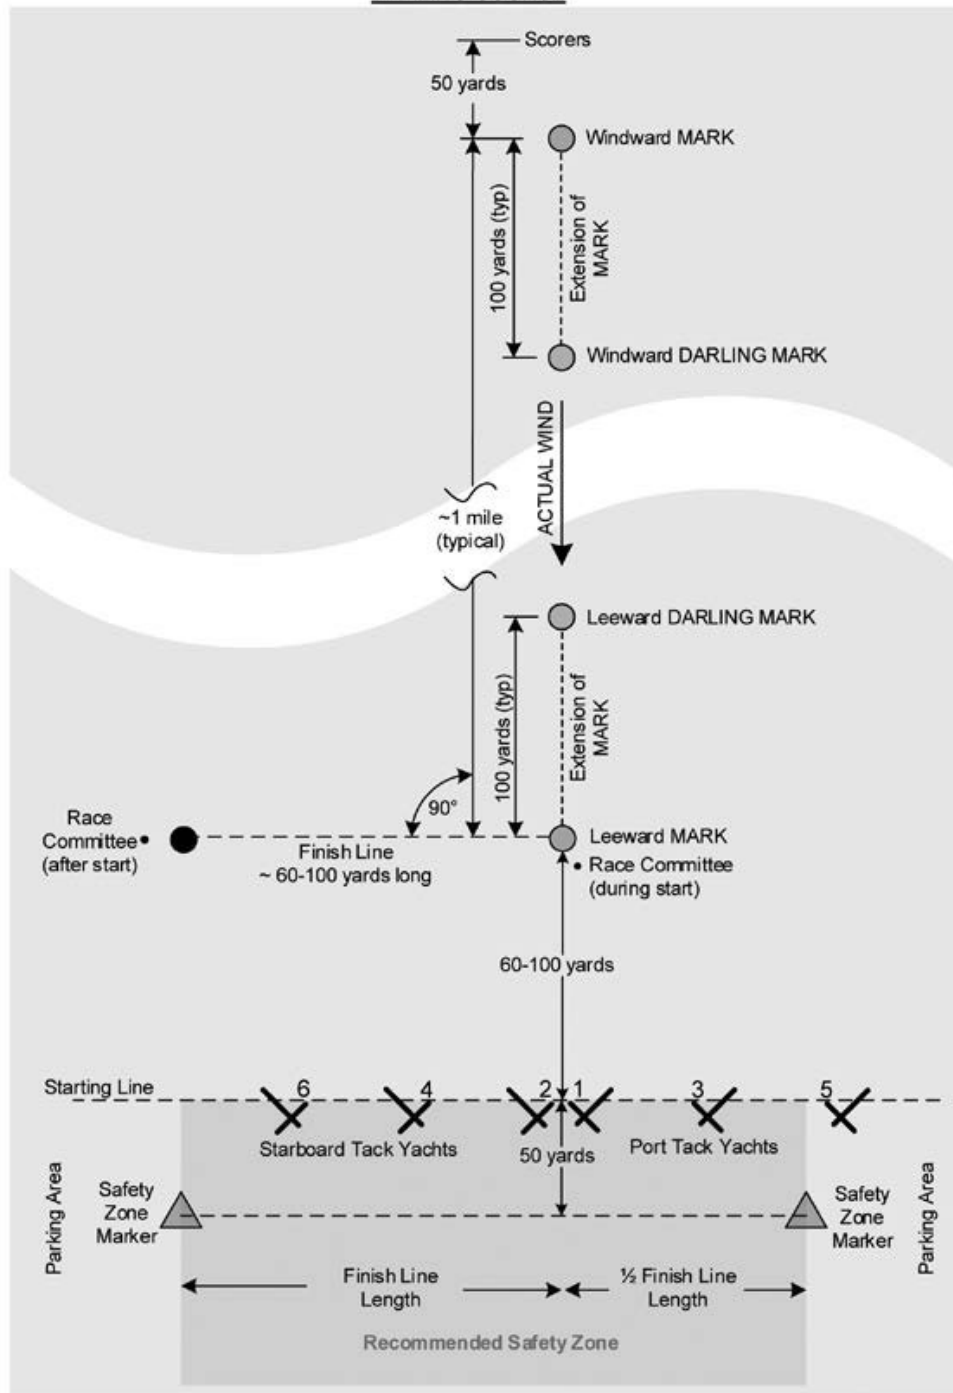 Scorers
50 yards
Windward MARK
100 yards (typ)
Extension of
MARK
Windward DARLING MARK
ACTUAL WIND
~1 mile
(typical)
Leeward DARLING MARK
100 yards (typ)
Extension of
MARK
90°
Race
Committee
(after start)
Finish Line
~ 60-100 yards long
Leeward MARK
Race Committee
(during start)
60-100 yards
Starting Line
6
4
2
1
3
5
Starboard Tack Yachts
50 yards
Port Tack Yachts
Parking Area
Safety
Zone
Marker
Safety
Zone
Marker
Parking Area
Finish Line
Length
½ Finish Line
Length
Recommended Safety Zone